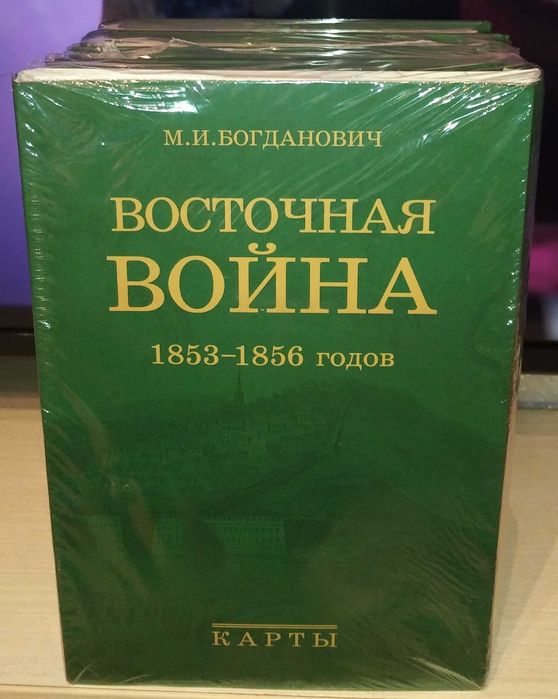 М.И.БОГДАНОВИЧ
ВОСТОЧНАЯ
ВОЙНА
1853-1856 годов
КАРТЫ